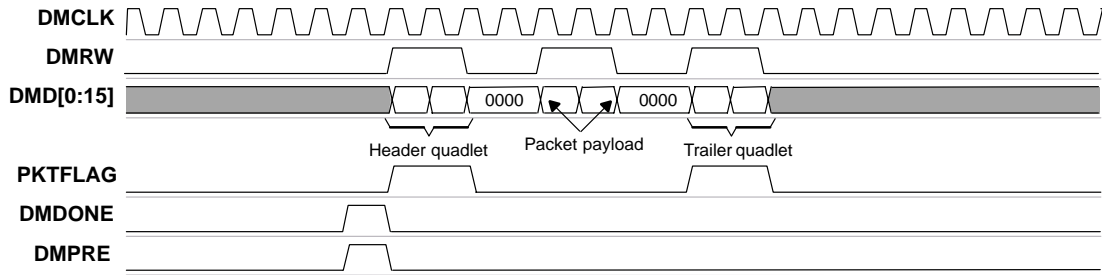 DMCLK
DMRW
DMD[0:15]
0000 0000
Header quadlet Packet payload Trailer quadlet
PKTFLAG
DMDONE
DMPRE